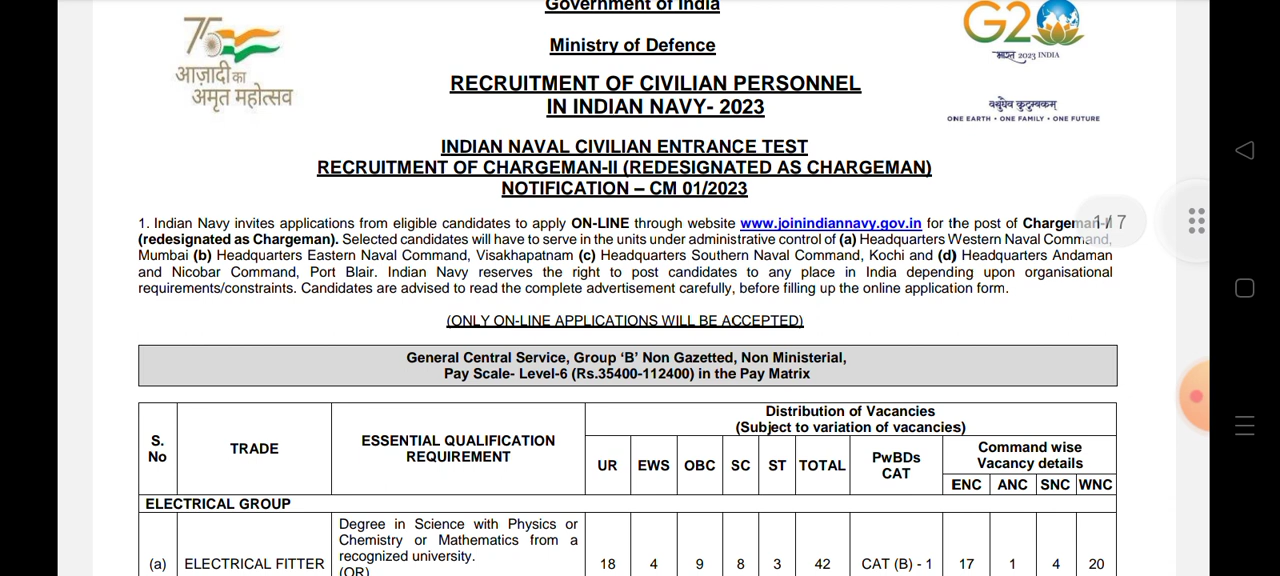 Government of India
75
आज़ादी का
अमृत महोत्सव
G20
भारत 2023 INDIA
वसुधैव कुटुम्बकम्
ONE EARTH • ONE FAMILY • ONE FUTURE
Ministry of Defence
RECRUITMENT OF CIVILIAN PERSONNEL
IN INDIAN NAVY- 2023
INDIAN NAVAL CIVILIAN ENTRANCE TEST
RECRUITMENT OF CHARGEMAN-II (REDESIGNATED AS CHARGEMAN)
NOTIFICATION – CM 01/2023
1. Indian Navy invites applications from eligible candidates to apply ON-LINE through website www.joinindiannavy.gov.in for the post of Chargeman-II
1/7
(redesignated as Chargeman). Selected candidates will have to serve in the units under administrative control of (a) Headquarters Western Naval Command,
Mumbai (b) Headquarters Eastern Naval Command, Visakhapatnam (c) Headquarters Southern Naval Command, Kochi and (d) Headquarters Andaman
and Nicobar Command, Port Blair. Indian Navy reserves the right to post candidates to any place in India depending upon organisational
requirements/constraints. Candidates are advised to read the complete advertisement carefully, before filling up the online application form.
(ONLY ON-LINE APPLICATIONS WILL BE ACCEPTED)
General Central Service, Group ‘B’ Non Gazetted, Non Ministerial,
Pay Scale- Level-6 (Rs.35400-112400) in the Pay Matrix
S. No TRADE ESSENTIAL QUALIFICATION REQUIREMENT
Distribution of Vacancies
(Subject to variation of vacancies)
UR EWS OBC SC ST TOTAL PwBDs CAT
Command wise
Vacancy details
ENC ANC SNC WNC
ELECTRICAL GROUP
Degree in Science with Physics or
Chemistry or Mathematics from a
recognized university.
(OR)
(a) ELECTRICAL FITTER 18 4 9 8 3 42 CAT (B) - 1 17 1 4 20